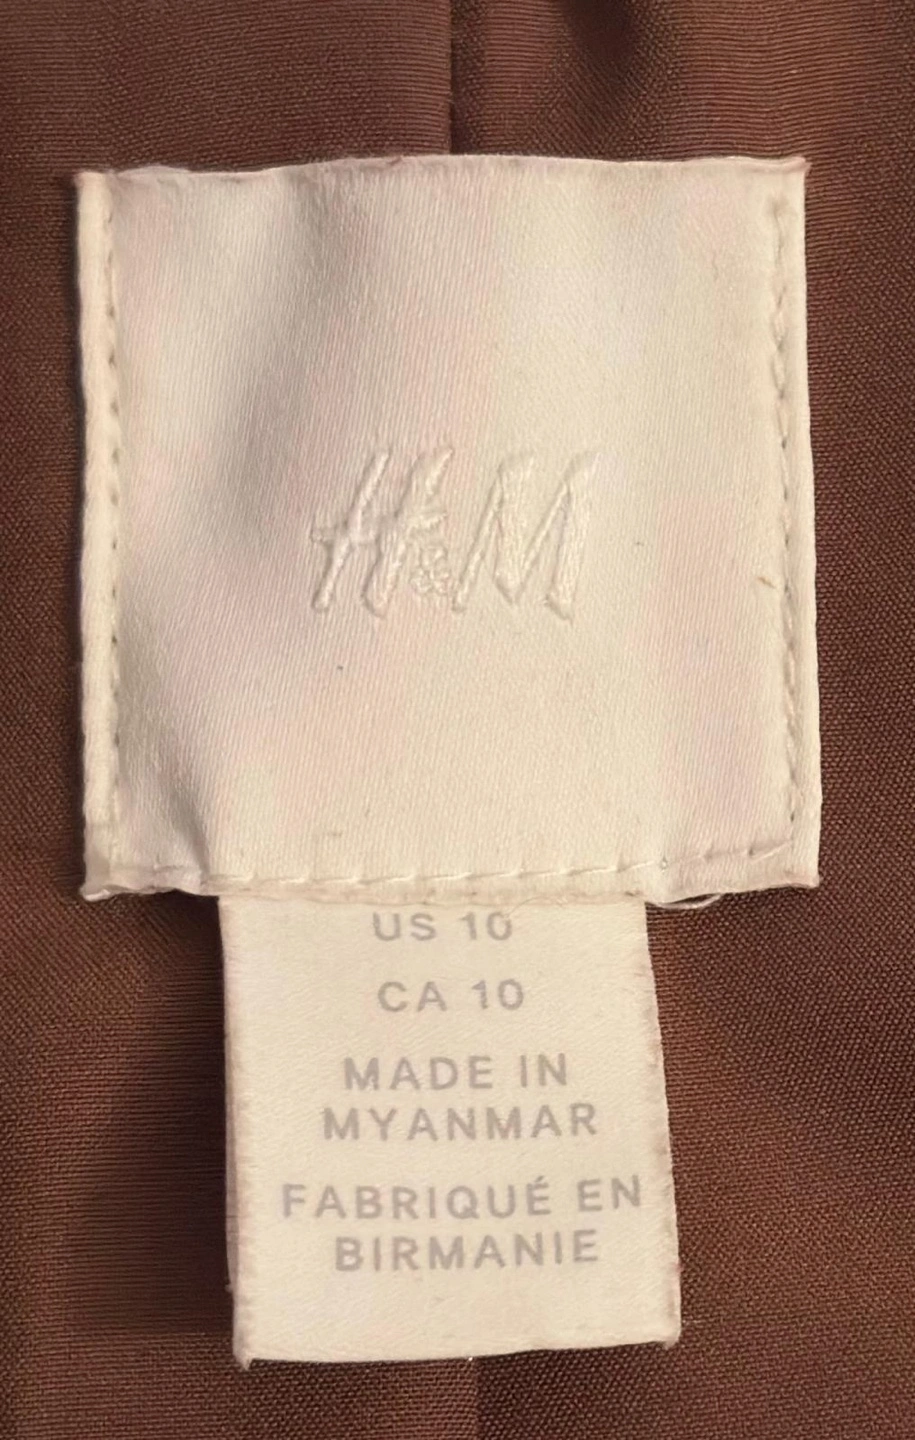 H&M
US 10
CA 10
MADE IN
MYANMAR
FABRIQUÉ EN
BIRMANIE